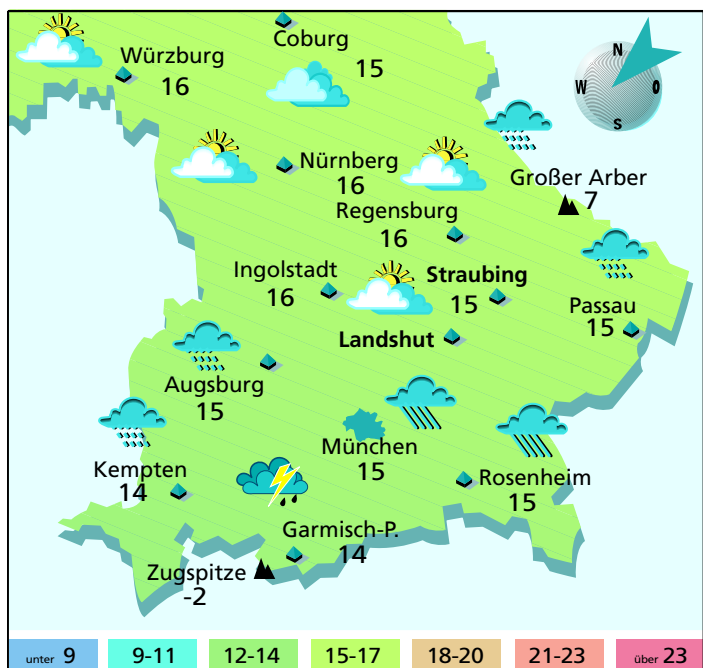 Coburg
15
Würzburg
16
N
W O
S
Nürnberg
16
Großer Arber
7
Regensburg
16
Ingolstadt
16
Straubing
15
Passau
15
Landshut
Augsburg
15
München
15
Kempten
14
Rosenheim
15
Garmisch-P.
14
Zugspitze
-2
unter 9 9-11 12-14 15-17 18-20 21-23 über 23